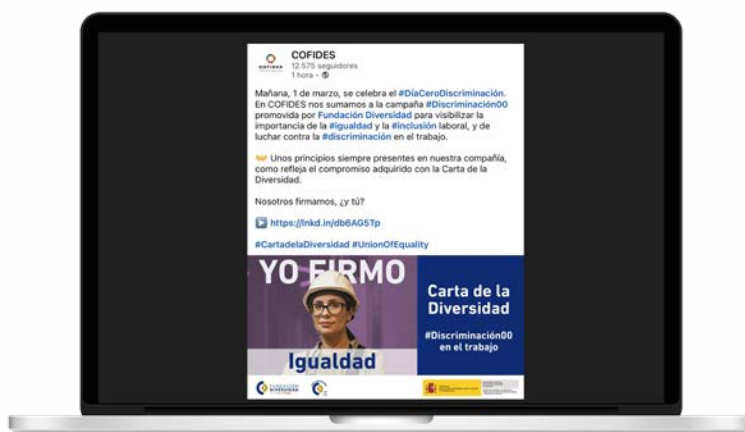 COFIDES
12.575 seguidores
1 hora •
Mañana, 1 de marzo, se celebra el #DíaCeroDiscriminación.
En COFIDES nos sumamos a la campaña #Discriminación00
promovida por Fundación Diversidad para visibilizar la
importancia de la #igualdad y la #inclusión laboral, y de
luchar contra la #discriminación en el trabajo.
Unos principios siempre presentes en nuestra compañía,
como refleja el compromiso adquirido con la Carta de la
Diversidad.
Nosotros firmamos, ¿y tú?
https://lnkd.in/db6AG5Tp
#CartadelaDiversidad #UnionOfEquality
YO FIRMO
Igualdad
Carta de la
Diversidad
#Discriminación00
en el trabajo
FUNDACIÓN
DIVERSIDAD